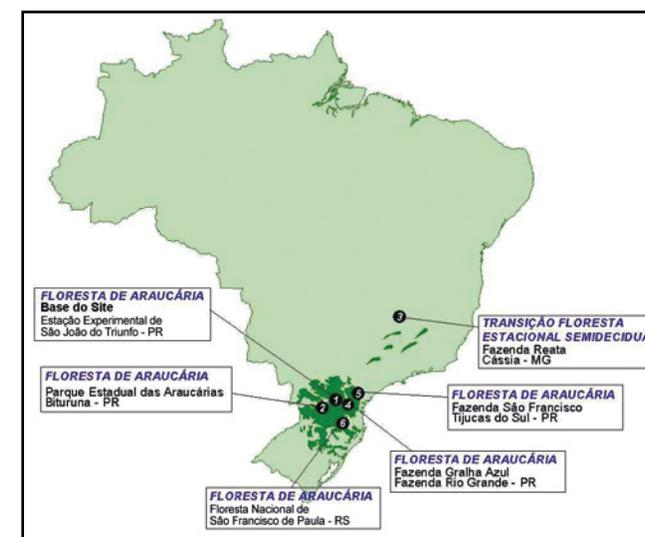 FLORESTA DE ARAUCÁRIA
Base do Site
Estação Experimental de
São João do Triunfo - PR
FLORESTA DE ARAUCÁRIA
Parque Estadual das Araucárias
Bituruna - PR
3
TRANSIÇÃO FLORESTA
ESTACIONAL SEMIDECIDUA
Fazenda Reata
Cássia - MG
1
2
4
5
6
FLORESTA DE ARAUCÁRIA
Fazenda São Francisco
Tijucas do Sul - PR
FLORESTA DE ARAUCÁRIA
Fazenda Gralha Azul
Fazenda Rio Grande - PR
FLORESTA DE ARAUCÁRIA
Floresta Nacional de
São Francisco de Paula - RS